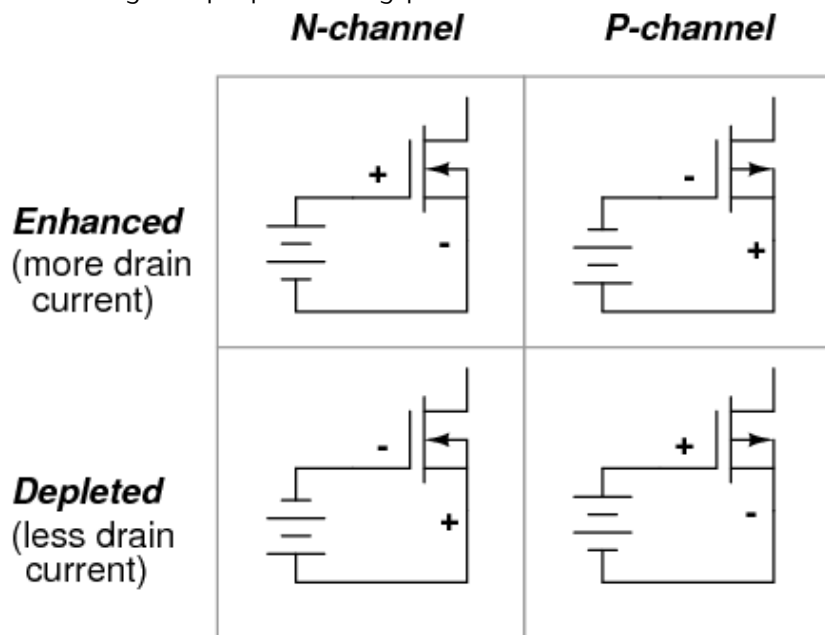 N-channel P-channel
+ -
Enhanced
(more drain
current)
- +
- +
Depleted
(less drain
current)
+ -